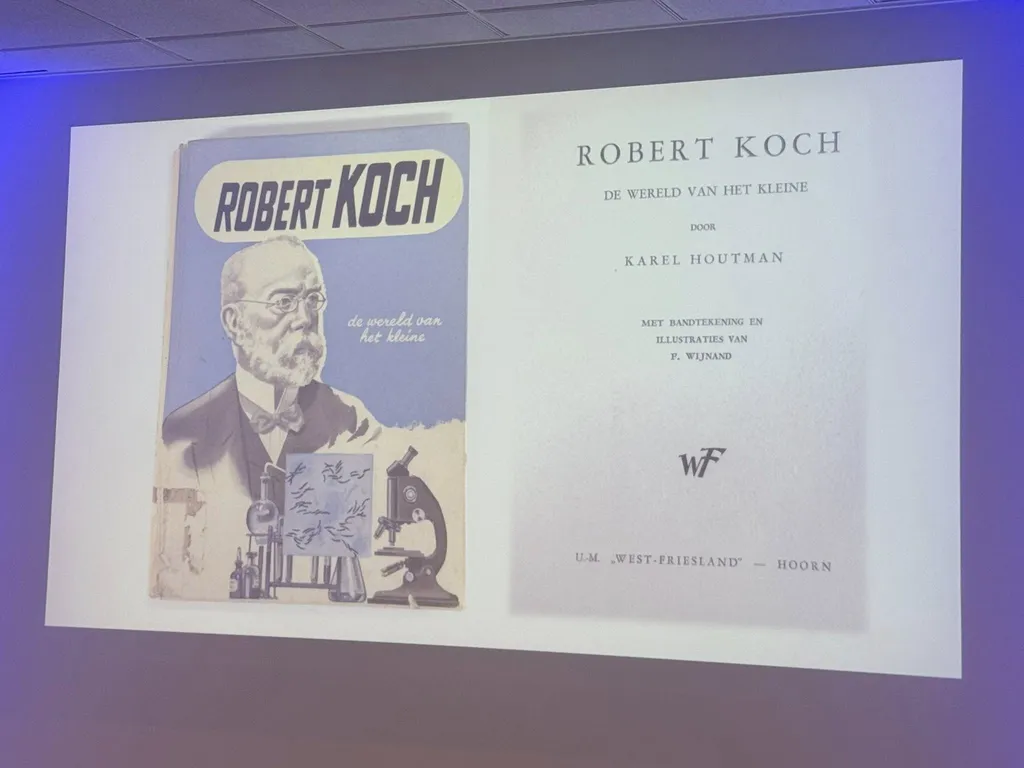 ROBERT KOCH
de wereld van
het kleine
ROBERT KOCH
DE WERELD VAN HET KLEINE
DOOR
KAREL HOUTMAN
MET BANDTEKENING EN
ILLUSTRATIES VAN
F. WIJNAND
WF
U.-M. „WEST-FRIESLAND” — HOORN